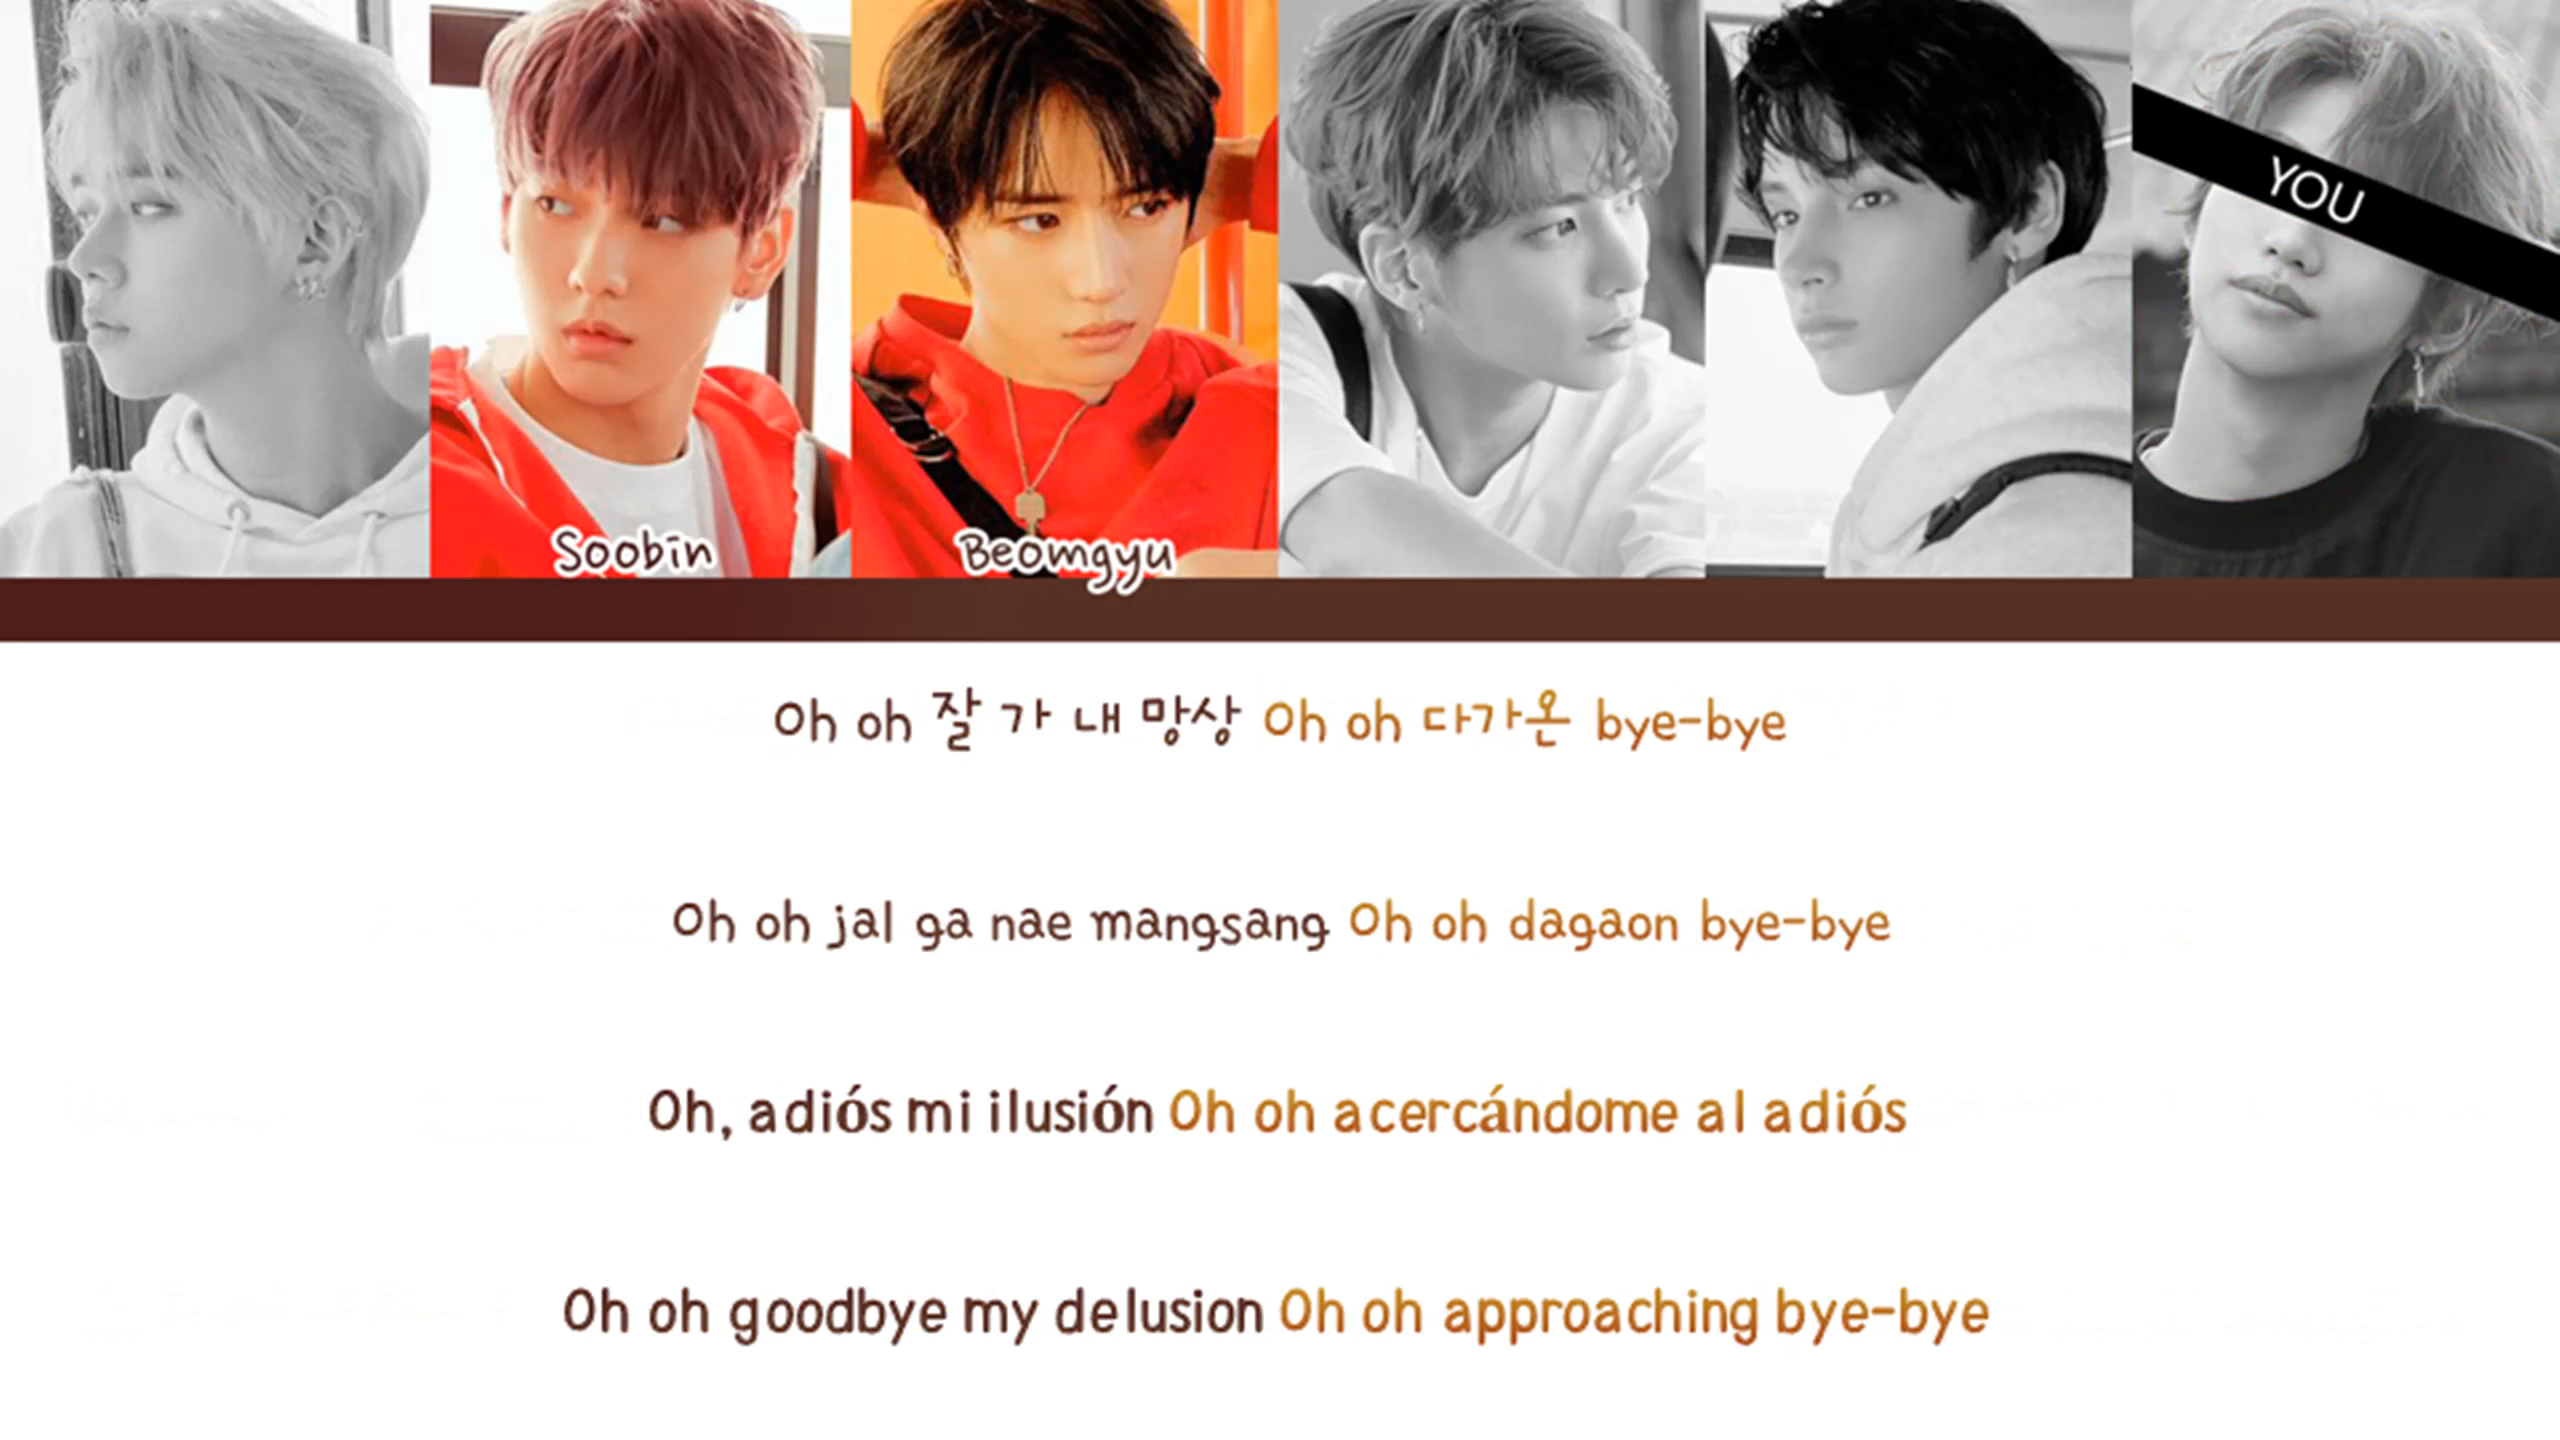 YOU
Soobin
Beomgyu
Oh oh 잘 가 내 망상 Oh oh 다가온 bye-bye
Oh oh jal ga nae mangsang Oh oh dagaon bye-bye
Oh, adiós mi ilusión Oh oh acercándome al adiós
Oh oh goodbye my delusion Oh oh approaching bye-bye